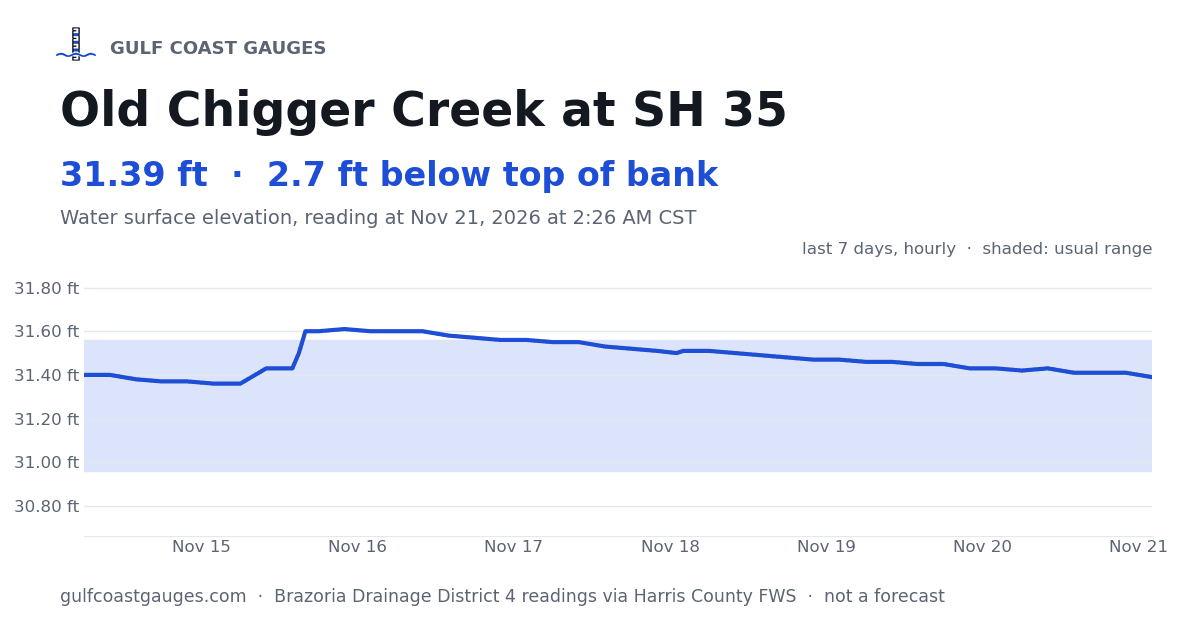 GULF COAST GAUGES
Old Chigger Creek at SH 35
31.39 ft · 2.7 ft below top of bank
Water surface elevation, reading at Nov 21, 2026 at 2:26 AM CST
last 7 days, hourly · shaded: usual range
31.80 ft
31.60 ft
31.40 ft
31.20 ft
31.00 ft
30.80 ft
Nov 15 Nov 16 Nov 17 Nov 18 Nov 19 Nov 20 Nov 21
gulfcoastgauges.com · Brazoria Drainage District 4 readings via Harris County FWS · not a forecast